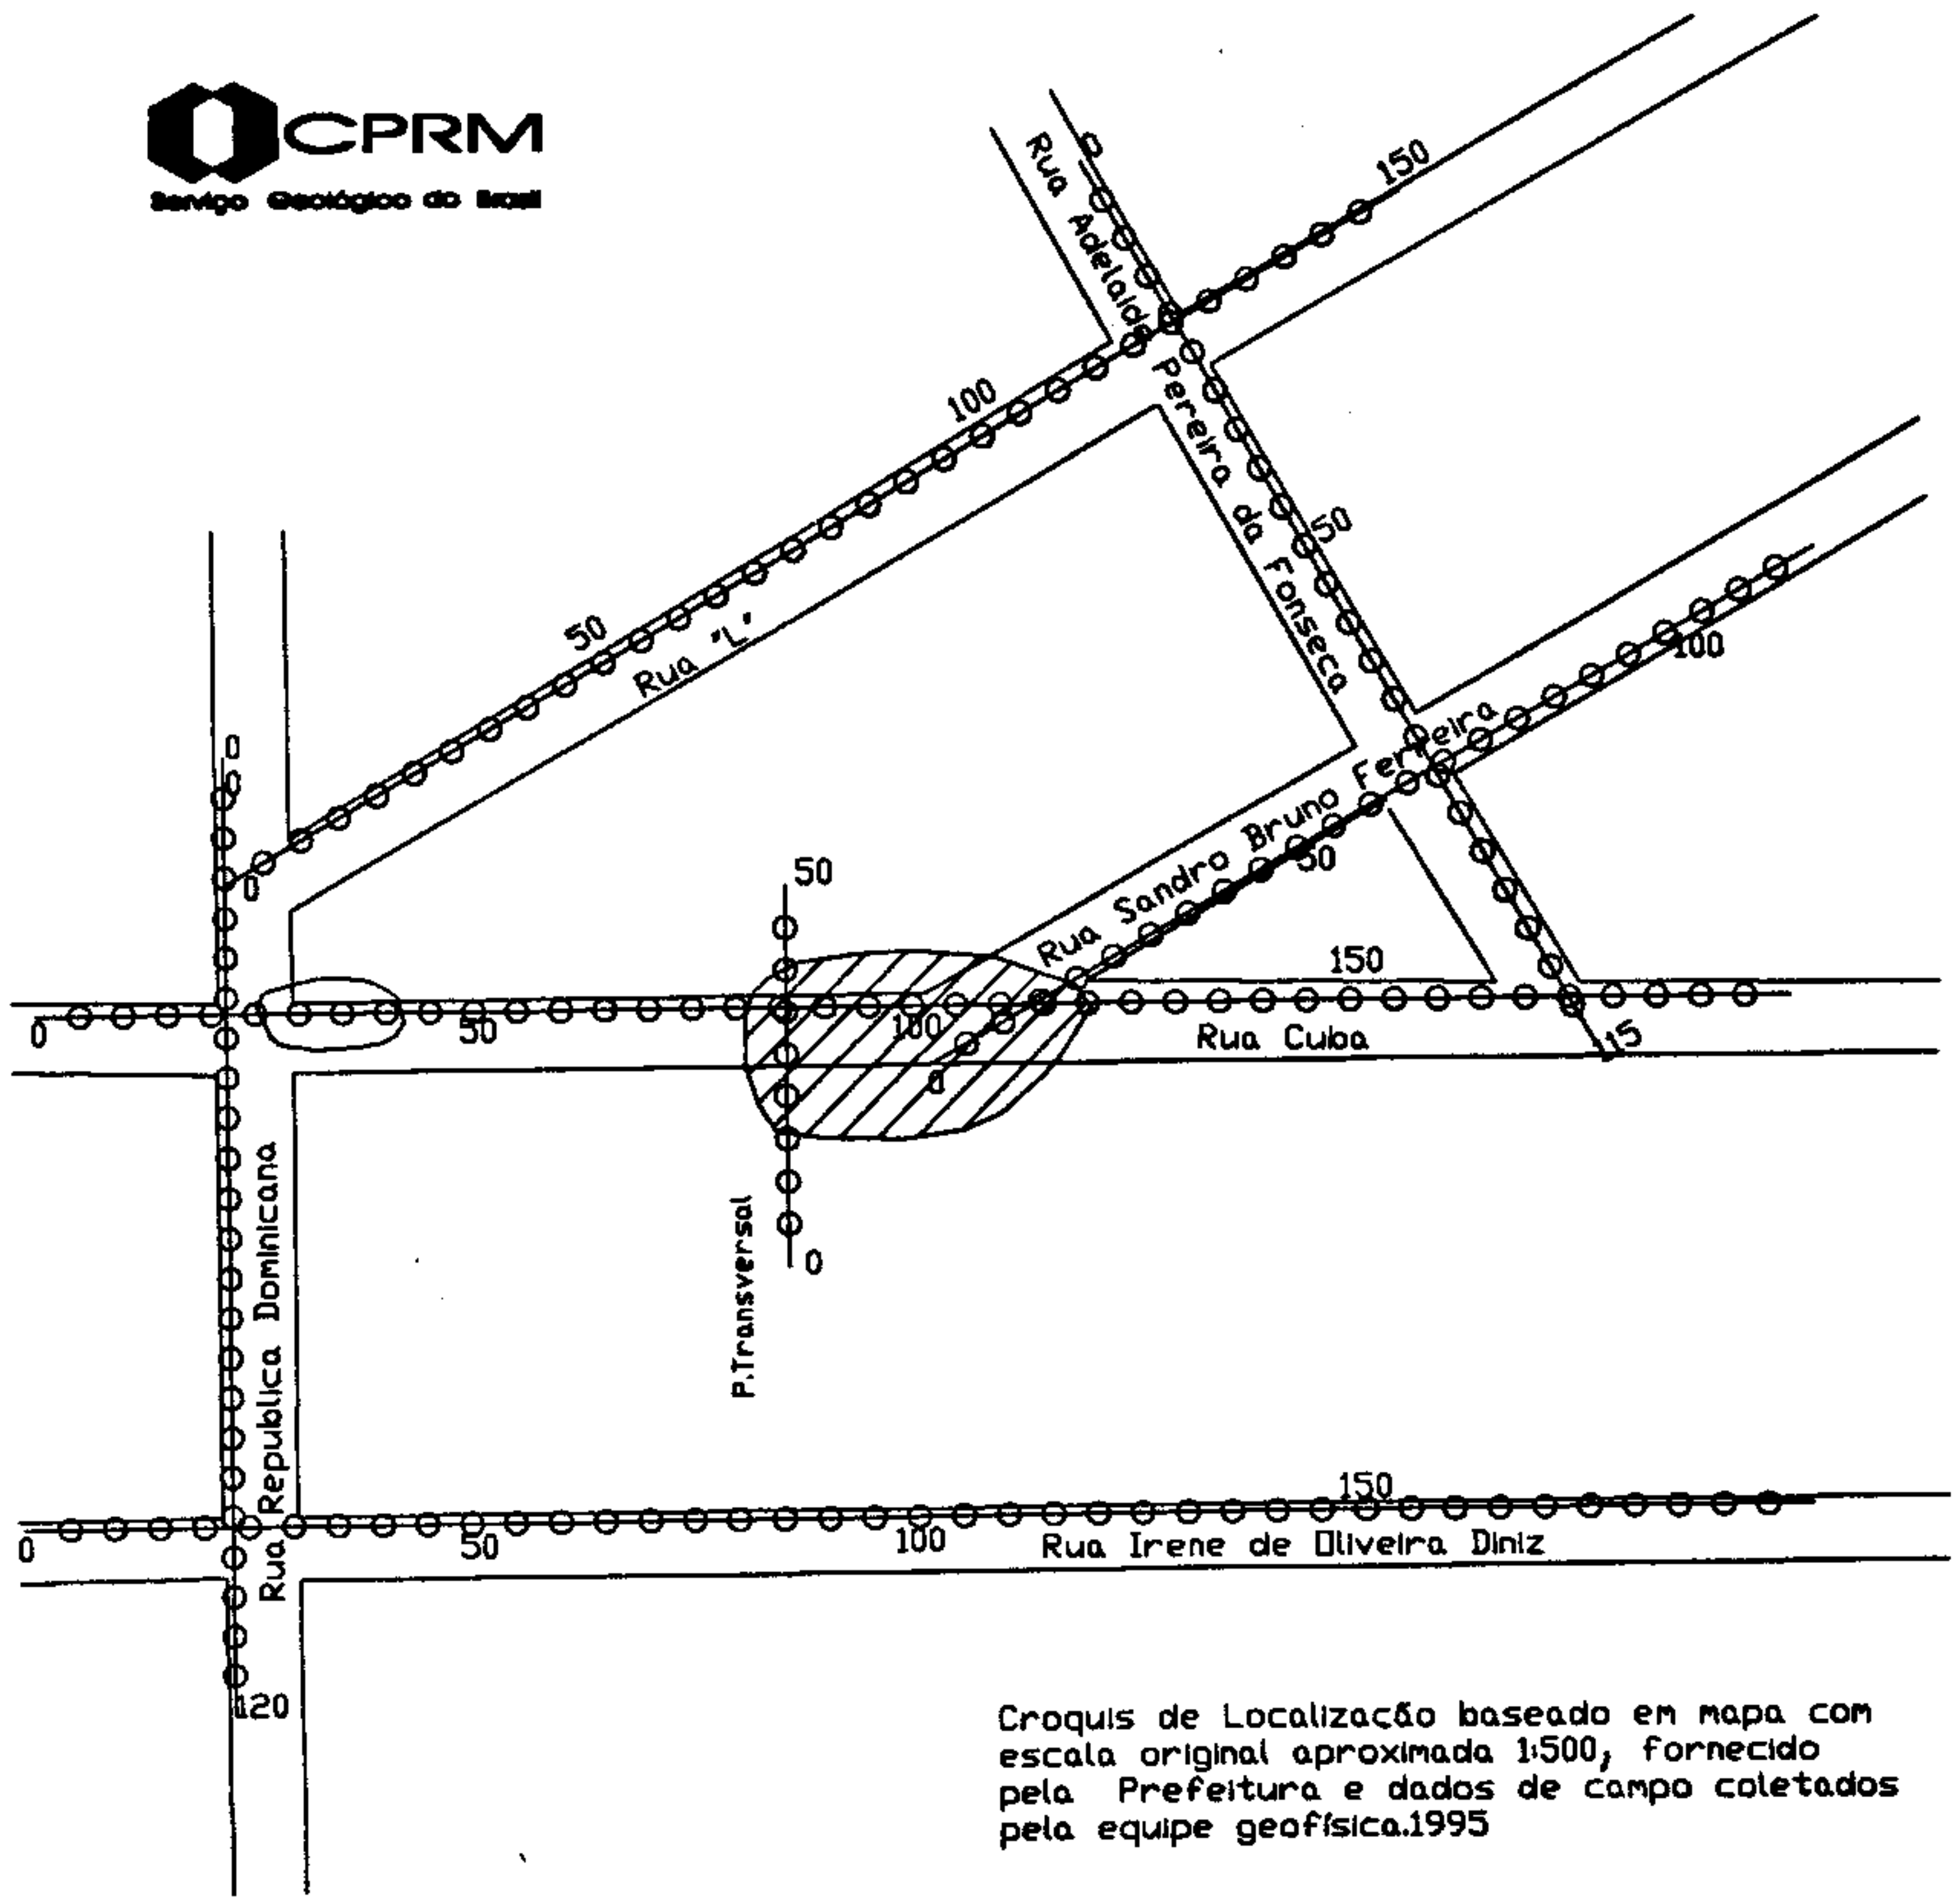 CPRM
Serviço Geológico do Brasil
0
150
Rua Adelaide Pereira da Fonseca
100
50
50
Rua "L"
100
0
0
0
50
Rua Sandro Bruno Ferreira
50
150
0
50
100
Rua Cuba
115
0
P.Transversal
0
Rua Republica Dominicana
150
0
50
100
Rua Irene de Oliveira Diniz
120
Croquis de Localização baseado em mapa com
escala original aproximada 1:500, fornecido
pela Prefeitura e dados de campo coletados
pela equipe geofísica.1995